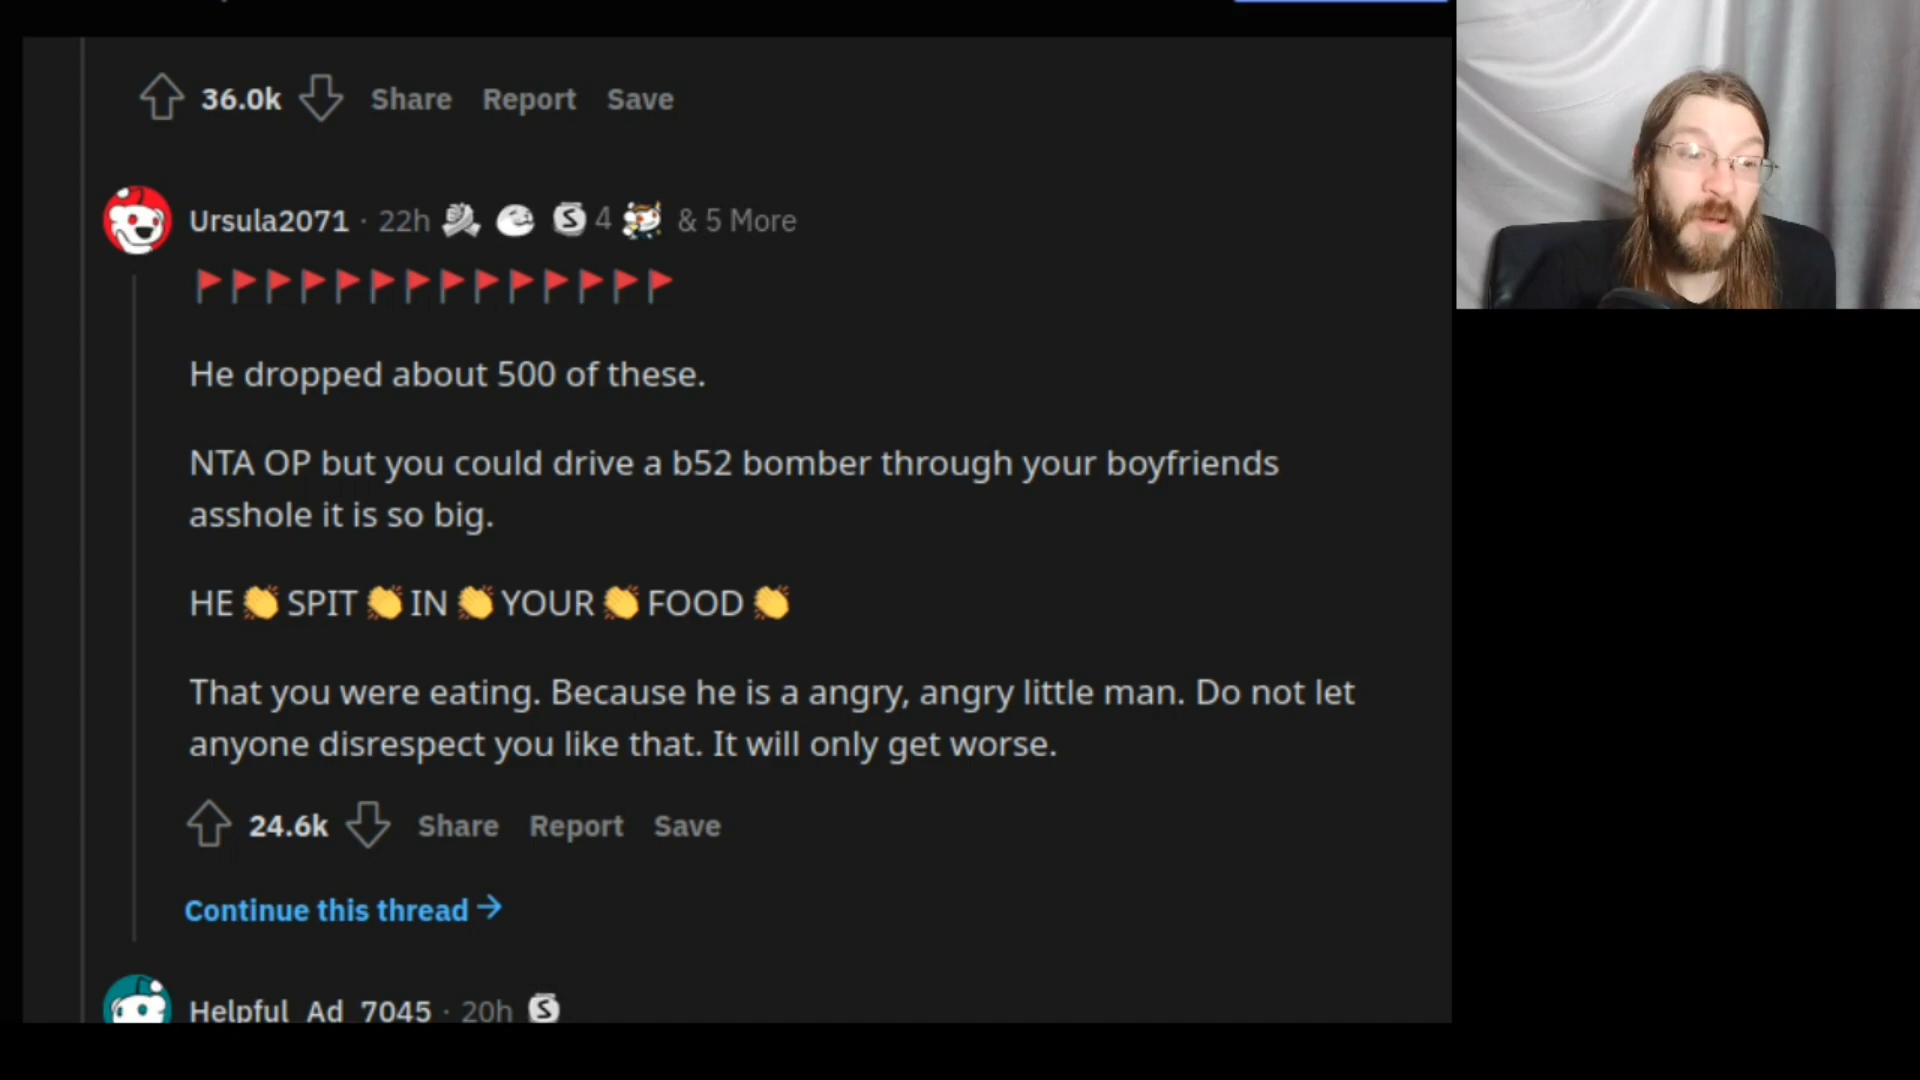 36.0k Share Report Save
Ursula2071 · 22h 4 & 5 More
🚩🚩🚩🚩🚩🚩🚩🚩🚩🚩🚩🚩🚩🚩
He dropped about 500 of these.
NTA OP but you could drive a b52 bomber through your boyfriends
asshole it is so big.
HE 👏 SPIT 👏 IN 👏 YOUR 👏 FOOD 👏
That you were eating. Because he is a angry, angry little man. Do not let
anyone disrespect you like that. It will only get worse.
24.6k Share Report Save
Continue this thread →
Helpful_Ad_7045 · 20h